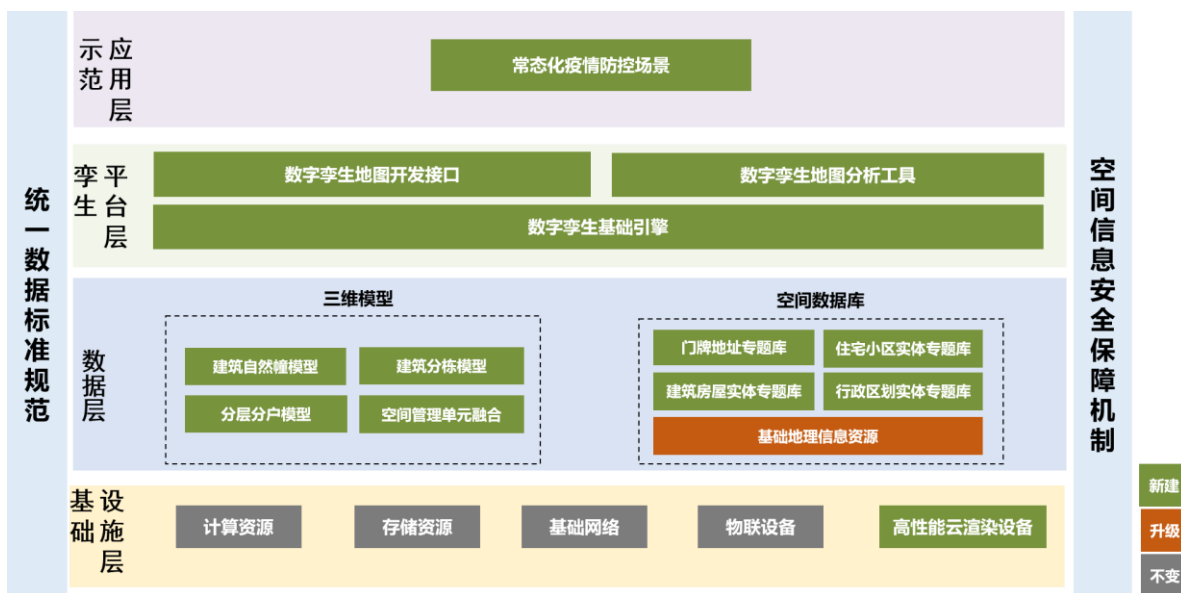 统一数据标准规范
示范应用层
常态化疫情防控场景
孪生平台层
数字孪生地图开发接口
数字孪生地图分析工具
数字孪生基础引擎
数据层
三维模型
建筑自然幢模型
建筑分栋模型
分层分户模型
空间管理单元融合
空间数据库
门牌地址专题库
住宅小区实体专题库
建筑房屋实体专题库
行政区划实体专题库
基础地理信息资源
基础设施层
计算资源
存储资源
基础网络
物联设备
高性能云渲染设备
空间信息安全保障机制
新建
升级
不变